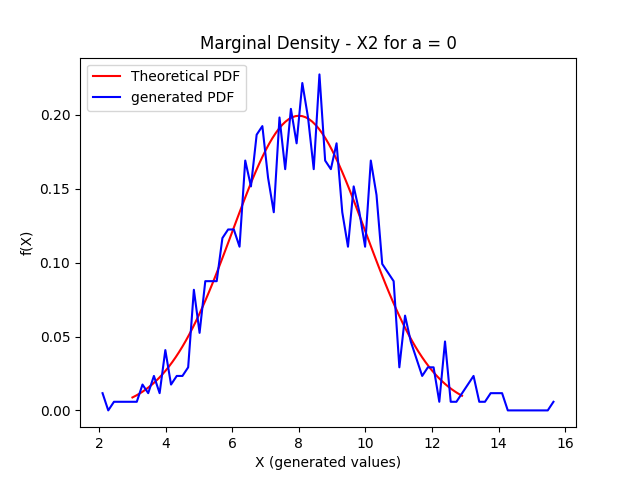 Marginal Density - X2 for a = 0
Theoretical PDF
generated PDF
f(X)
0.20
0.15
0.10
0.05
0.00
2 4 6 8 10 12 14 16
X (generated values)